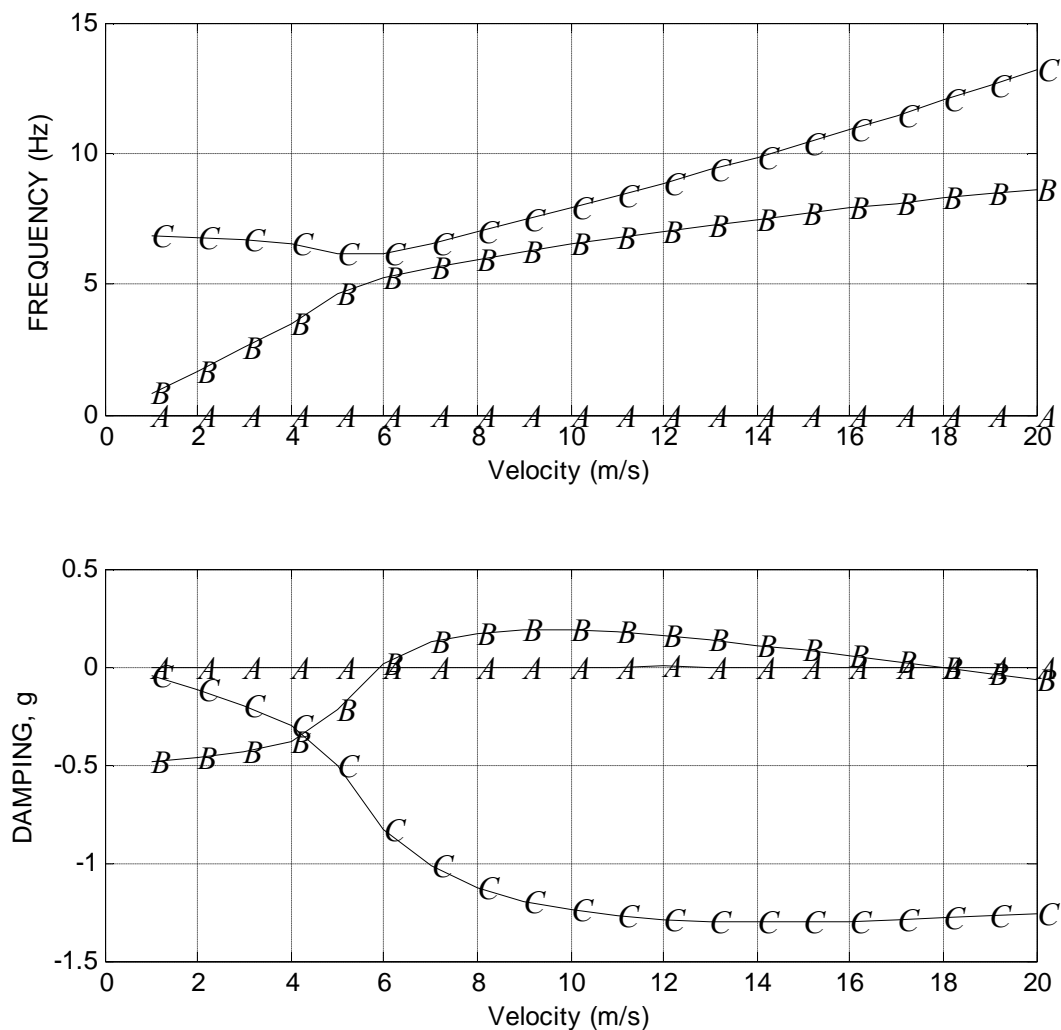 15
10
5
0
FREQUENCY (Hz)
C C C C C C C C C C C C C C C C C C C C
B B B B B B B B B B B B B B B B B B B B
A A A A A A A A A A A A A A A A A A A A
0 2 4 6 8 10 12 14 16 18 20
Velocity (m/s)
0.5
0
-0.5
-1
-1.5
DAMPING, g
A A A A A A A A A A A A A A A A A A A A
B B B B B B B B B B B B B B B B B B B B
C C C C C C C C C C C C C C C C C C C C
0 2 4 6 8 10 12 14 16 18 20
Velocity (m/s)